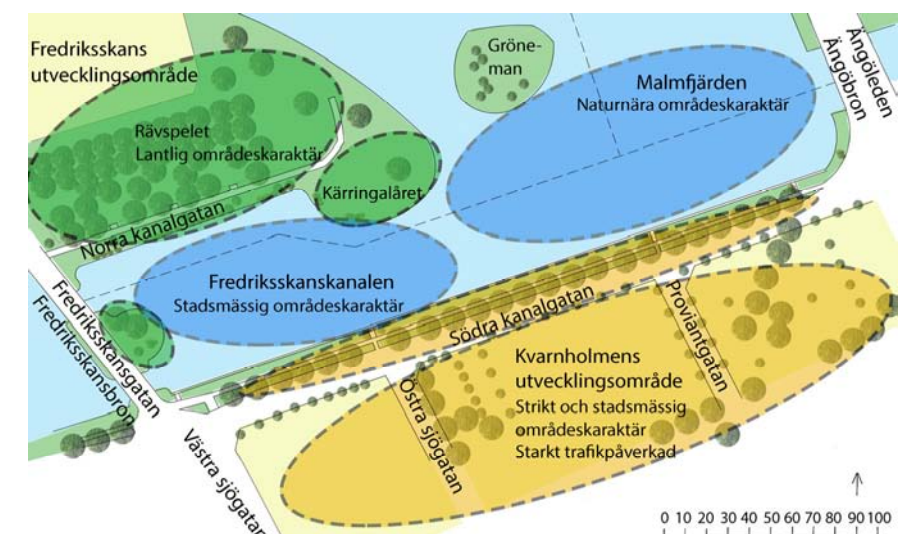 Fredriksskans
utvecklingsområde
Gröne-
man
Malmfjärden
Naturnära områdeskaraktär
Ängöleden
Ängöbron
Rävspelet
Lantlig områdeskaraktär
Kärringalåret
Norra kanalgatan
Fredriksskanskanalen
Stadsmässig områdeskaraktär
Fredriksskansgatan
Fredriksskansbron
Södra kanalgatan
Proviantgatan
Kvarnholmens
utvecklingsområde
Strikt och stadsmässig
områdeskaraktär
Starkt trafikpåverkad
Östra sjögatan
Västra sjögatan
0 10 20 30 40 50 60 70 80 90 100